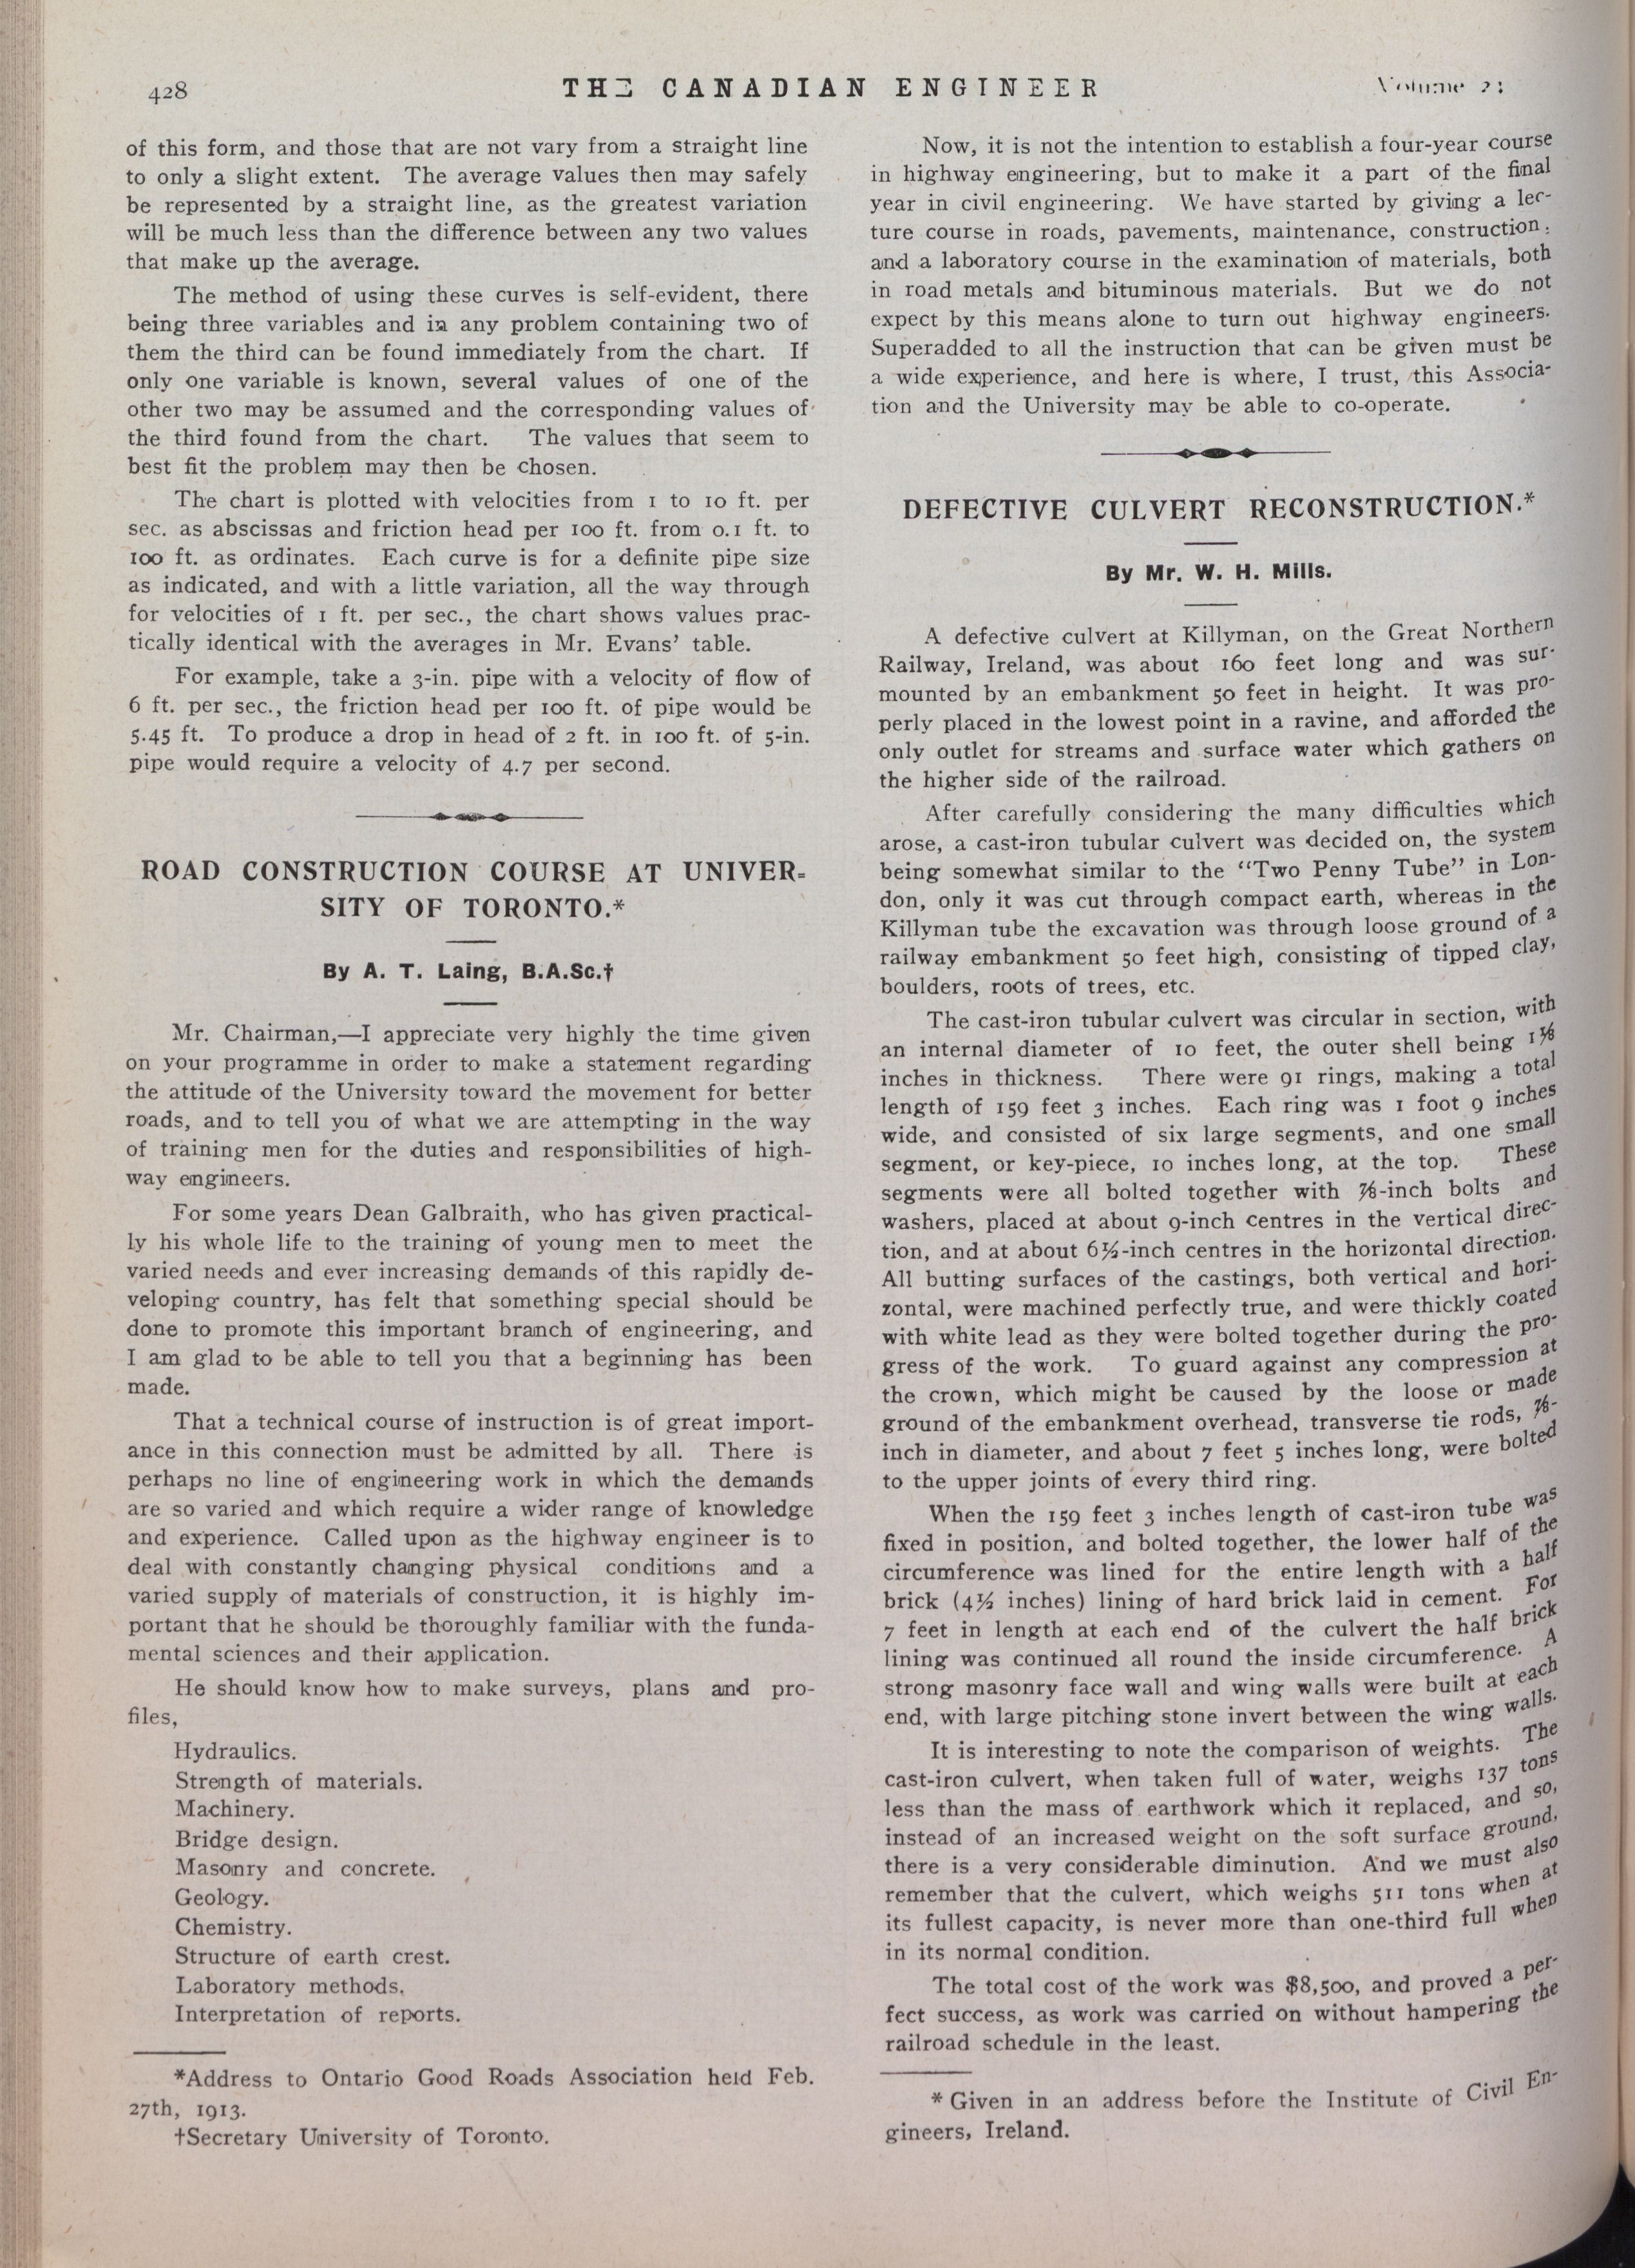 428
THE CANADIAN ENGINEER
Volume 2
of this form, and those that are not vary from a straight line
to only a slight extent. The average values then may safely
be represented by a straight line, as the greatest variation
will be much less than the difference between any two values
that make up the average.
The method of using these curves is self-evident, there
being three variables and in any problem containing two of
them the third can be found immediately from the chart. If
only one variable is known, several values of one of the
other two may be assumed and the corresponding values of
the third found from the chart. The values that seem to
best fit the problem may then be chosen.
The chart is plotted with velocities from 1 to 10 ft. per
sec. as abscissas and friction head per 100 ft. from 0.1 ft. to
100 ft. as ordinates. Each curve is for a definite pipe size
as indicated, and with a little variation, all the way through
for velocities of 1 ft. per sec., the chart shows values prac-
tically identical with the averages in Mr. Evans' table.
For example, take a 3-in. pipe with a velocity of flow of
6 ft. per sec., the friction head per 100 ft. of pipe would be
5.45 ft. To produce a drop in head of 2 ft. in 100 ft. of 5-in.
pipe would require a velocity of 4.7 per second.
ROAD CONSTRUCTION COURSE AT UNIVER-
SITY OF TORONTO.*
By A. T. Laing, B.A.Sc.†
Mr. Chairman,—I appreciate very highly the time given
on your programme in order to make a statement regarding
the attitude of the University toward the movement for better
roads, and to tell you of what we are attempting in the way
of training men for the duties and responsibilities of high-
way engineers.
For some years Dean Galbraith, who has given practical-
ly his whole life to the training of young men to meet the
varied needs and ever increasing demands of this rapidly de-
veloping country, has felt that something special should be
done to promote this important branch of engineering, and
I am glad to be able to tell you that a beginning has been
made.
That a technical course of instruction is of great import-
ance in this connection must be admitted by all. There is
perhaps no line of engineering work in which the demands
are so varied and which require a wider range of knowledge
and experience. Called upon as the highway engineer is to
deal with constantly changing physical conditions and a
varied supply of materials of construction, it is highly im-
portant that he should be thoroughly familiar with the funda-
mental sciences and their application.
He should know how to make surveys, plans and pro-
files,
Hydraulics.
Strength of materials.
Machinery.
Bridge design.
Masonry and concrete.
Geology.
Chemistry.
Structure of earth crest.
Laboratory methods.
Interpretation of reports.
*Address to Ontario Good Roads Association held Feb.
27th, 1913.
†Secretary University of Toronto.
Now, it is not the intention to establish a four-year course
in highway engineering, but to make it a part of the final
year in civil engineering. We have started by giving a lec-
ture course in roads, pavements, maintenance, construction;
and a laboratory course in the examination of materials, both
in road metals and bituminous materials. But we do not
expect by this means alone to turn out highway engineers.
Superadded to all the instruction that can be given must be
a wide experience, and here is where, I trust, this Associa-
tion and the University may be able to co-operate.
DEFECTIVE CULVERT RECONSTRUCTION.*
By Mr. W. H. Mills.
A defective culvert at Killyman, on the Great Northern
Railway, Ireland, was about 160 feet long and was sur-
mounted by an embankment 50 feet in height. It was pro-
perly placed in the lowest point in a ravine, and afforded the
only outlet for streams and surface water which gathers on
the higher side of the railroad.
After carefully considering the many difficulties which
arose, a cast-iron tubular culvert was decided on, the system
being somewhat similar to the "Two Penny Tube" in Lon-
don, only it was cut through compact earth, whereas in the
Killyman tube the excavation was through loose ground of a
railway embankment 50 feet high, consisting of tipped clay,
boulders, roots of trees, etc.
The cast-iron tubular culvert was circular in section, with
an internal diameter of 10 feet, the outer shell being 1⅛
inches in thickness. There were 91 rings, making a total
length of 159 feet 3 inches. Each ring was 1 foot 9 inches
wide, and consisted of six large segments, and one small
segment, or key-piece, 10 inches long, at the top. These
segments were all bolted together with ⅞-inch bolts and
washers, placed at about 9-inch centres in the vertical direc-
tion, and at about 6½-inch centres in the horizontal direction.
All butting surfaces of the castings, both vertical and hori-
zontal, were machined perfectly true, and were thickly coated
with white lead as they were bolted together during the pro-
gress of the work. To guard against any compression at
the crown, which might be caused by the loose or made
ground of the embankment overhead, transverse tie rods, ⅞-
inch in diameter, and about 7 feet 5 inches long, were bolted
to the upper joints of every third ring.
When the 159 feet 3 inches length of cast-iron tube was
fixed in position, and bolted together, the lower half of the
circumference was lined for the entire length with a half
brick (4½ inches) lining of hard brick laid in cement. For
7 feet in length at each end of the culvert the half brick
lining was continued all round the inside circumference. A
strong masonry face wall and wing walls were built at each
end, with large pitching stone invert between the wing walls.
It is interesting to note the comparison of weights. The
cast-iron culvert, when taken full of water, weighs 137 tons
less than the mass of earthwork which it replaced, and so,
instead of an increased weight on the soft surface ground,
there is a very considerable diminution. And we must also
remember that the culvert, which weighs 511 tons when at
its fullest capacity, is never more than one-third full when
in its normal condition.
The total cost of the work was $8,500, and proved a per-
fect success, as work was carried on without hampering the
railroad schedule in the least.
* Given in an address before the Institute of Civil En-
gineers, Ireland.